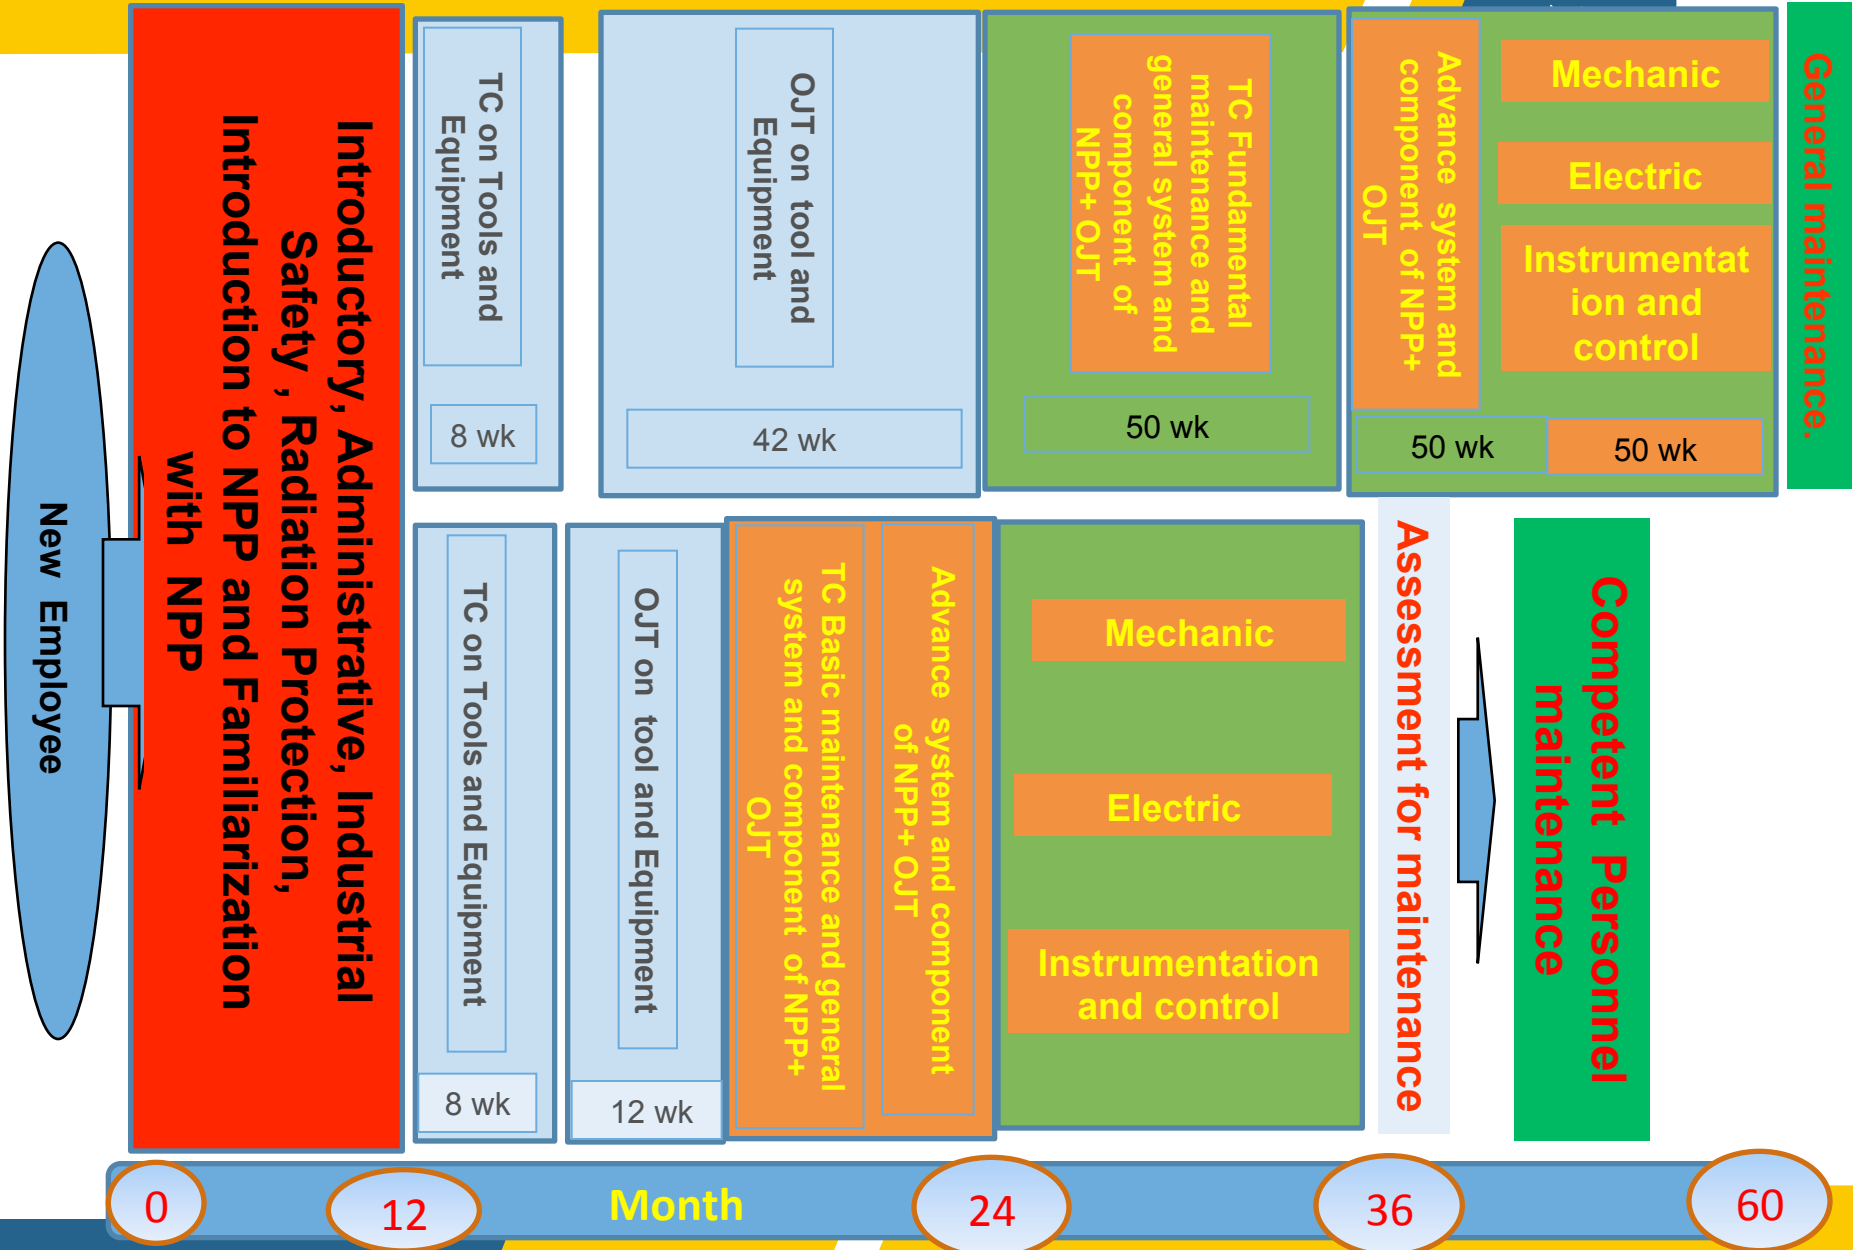 New Employee
Introductory, Administrative, Industrial
Safety , Radiation Protection,
Introduction to NPP and Familiarization
with NPP
TC on Tools and
Equipment
8 wk
OJT on tool and
Equipment
42 wk
TC Fundamental
maintenance and
general system and
component of
NPP+ OJT
50 wk
Advance system and
component of NPP+
OJT
Mechanic
Electric
Instrumentat
ion and
control
50 wk
50 wk
General maintenance.
TC on Tools and Equipment
8 wk
OJT on tool and Equipment
12 wk
TC Basic maintenance and general
system and component of NPP+
OJT
Advance system and component
of NPP+ OJT
Mechanic
Electric
Instrumentation
and control
Assessment for maintenance
Competent Personnel
maintenance
0
12
Month
24
36
60